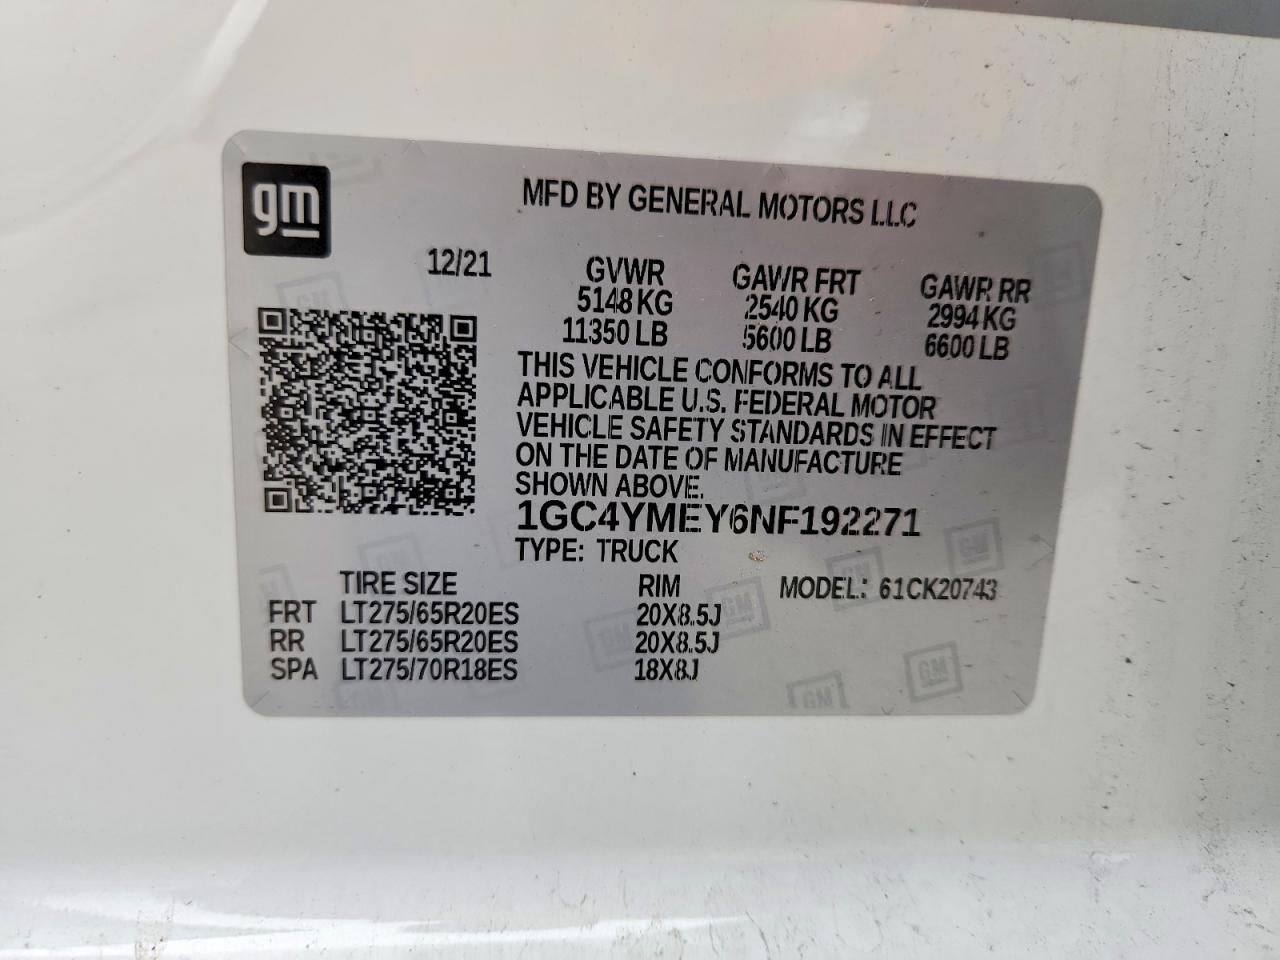 gm
MFD BY GENERAL MOTORS LLC
12/21
GVWR GAWR FRT GAWR RR
5148 KG 2540 KG 2994 KG
11350 LB 5600 LB 6600 LB
THIS VEHICLE CONFORMS TO ALL
APPLICABLE U.S. FEDERAL MOTOR
VEHICLE SAFETY STANDARDS IN EFFECT
ON THE DATE OF MANUFACTURE
SHOWN ABOVE.
1GC4YMEY6NF192271
TYPE: TRUCK
TIRE SIZE RIM MODEL: 61CK20743
FRT LT275/65R20ES 20X8.5J
RR LT275/65R20ES 20X8.5J
SPA LT275/70R18ES 18X8J